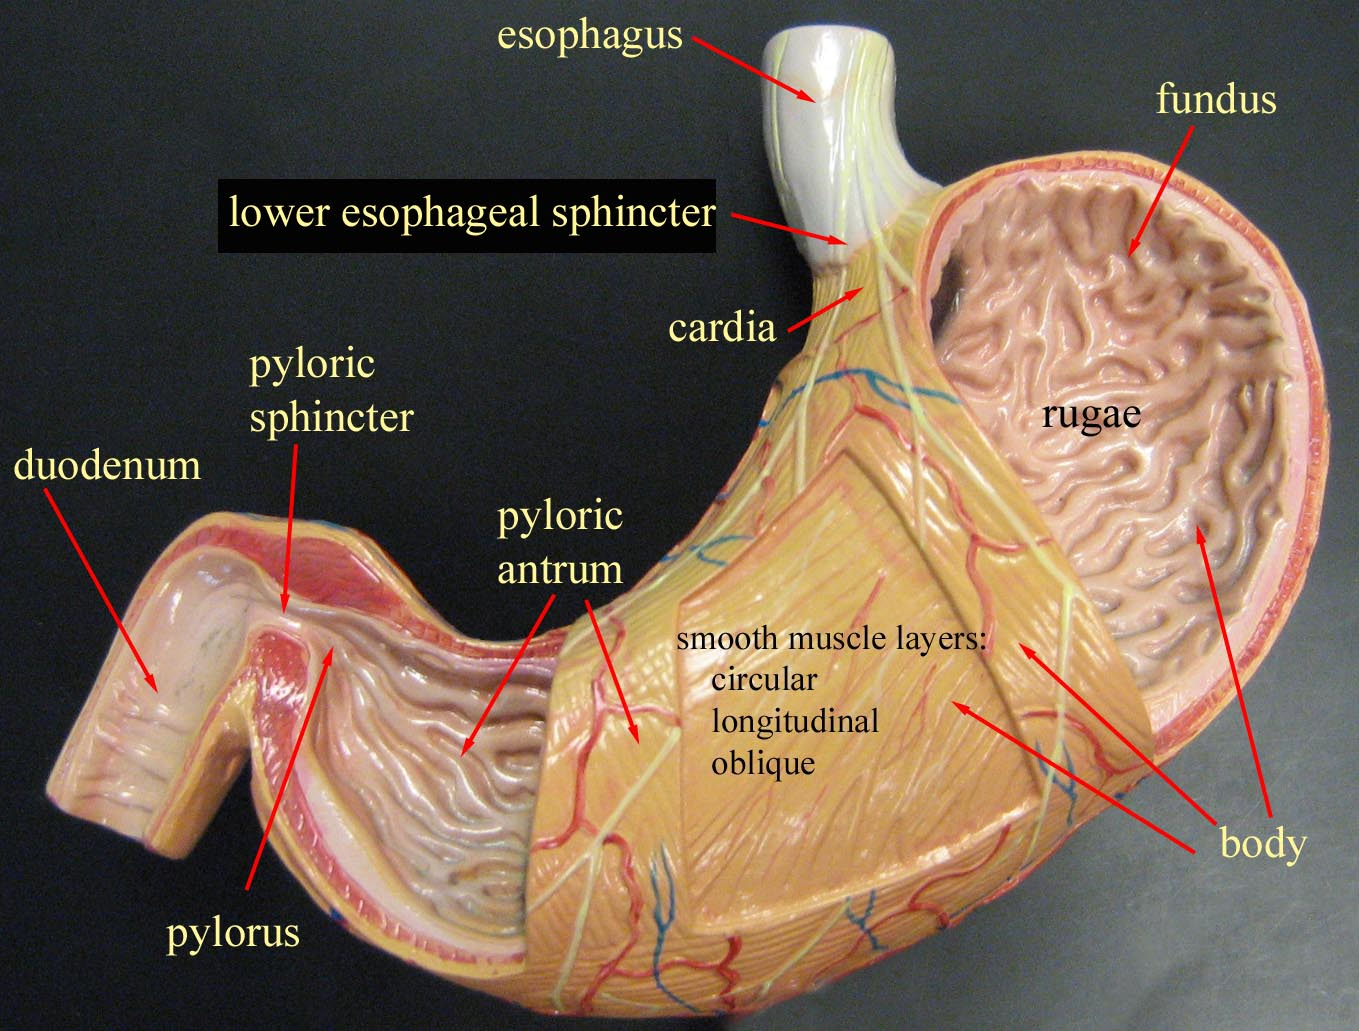 esophagus
fundus
lower esophageal sphincter
cardia
pyloric
sphincter
rugae
duodenum
pyloric
antrum
smooth muscle layers:
circular
longitudinal
oblique
body
pylorus